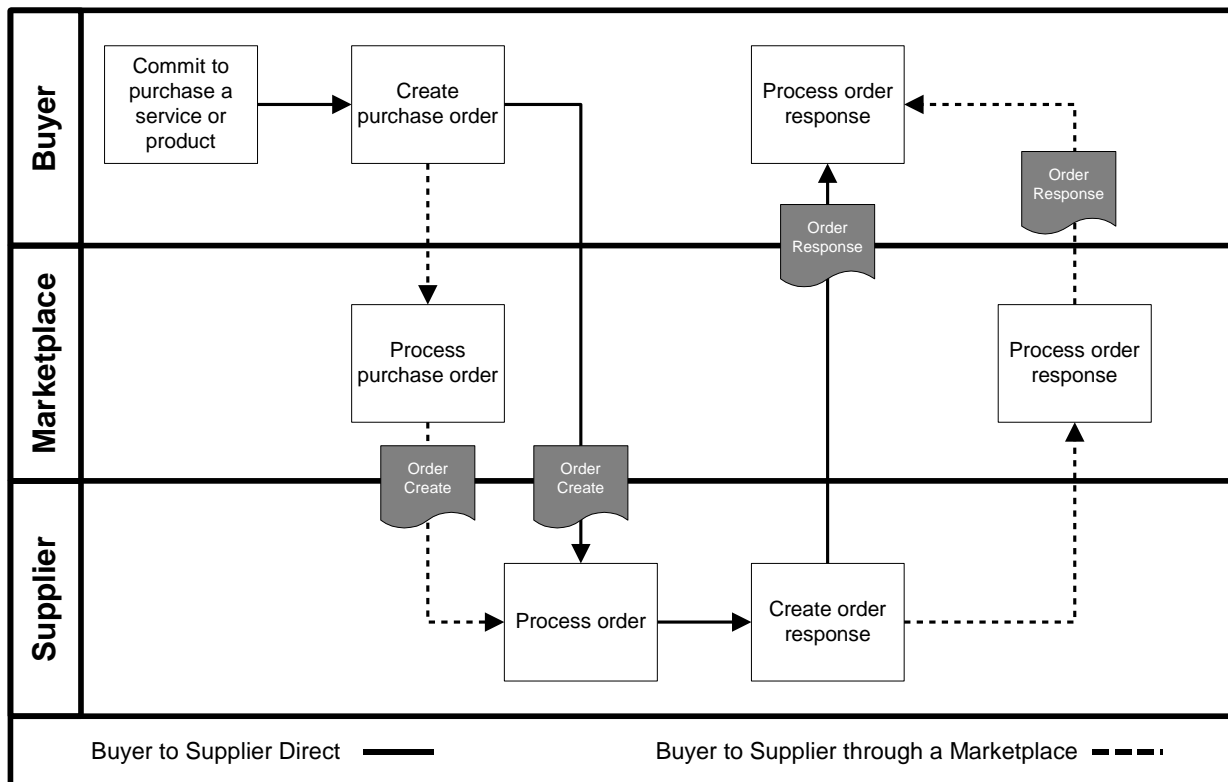 Buyer
Commit to
purchase a
service or
product
Create
purchase order
Process order
response
Order
Response
Order
Response
Marketplace
Process
purchase order
Process order
response
Order
Create
Order
Create
Supplier
Process order
Create order
response
Buyer to Supplier Direct
Buyer to Supplier through a Marketplace